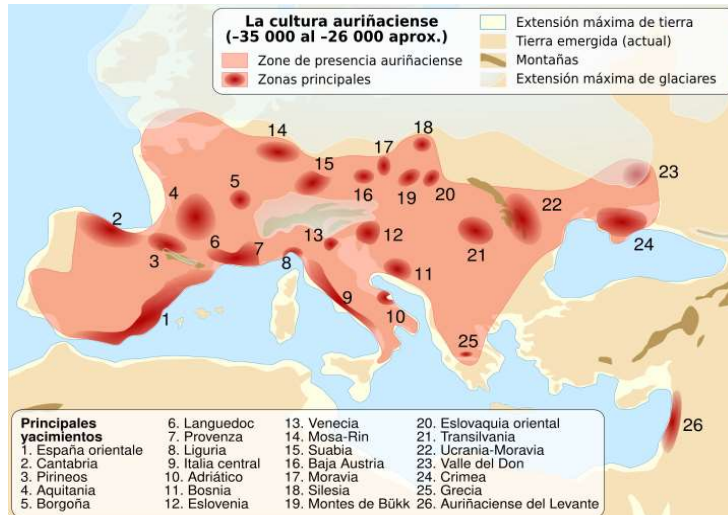 La cultura auriñaciense
(–35 000 al –26 000 aprox.)
Zone de presencia auriñaciense
Zonas principales
Extensión máxima de tierra
Tierra emergida (actual)
Montañas
Extensión máxima de glaciares
14
18
17
15
23
5
16
19
20
4
2
22
13
12
21
24
3
6
7
8
11
9
10
1
25
26
Principales
yacimientos
1. España orientale
2. Cantabria
3. Pirineos
4. Aquitania
5. Borgoña
6. Languedoc
7. Provenza
8. Liguria
9. Italia central
10. Adriático
11. Bosnia
12. Eslovenia
13. Venecia
14. Mosa-Rin
15. Suabia
16. Baja Austria
17. Moravia
18. Silesia
19. Montes de Bükk
20. Eslovaquia oriental
21. Transilvania
22. Ucrania-Moravia
23. Valle del Don
24. Crimea
25. Grecia
26. Auriñaciense del Levante